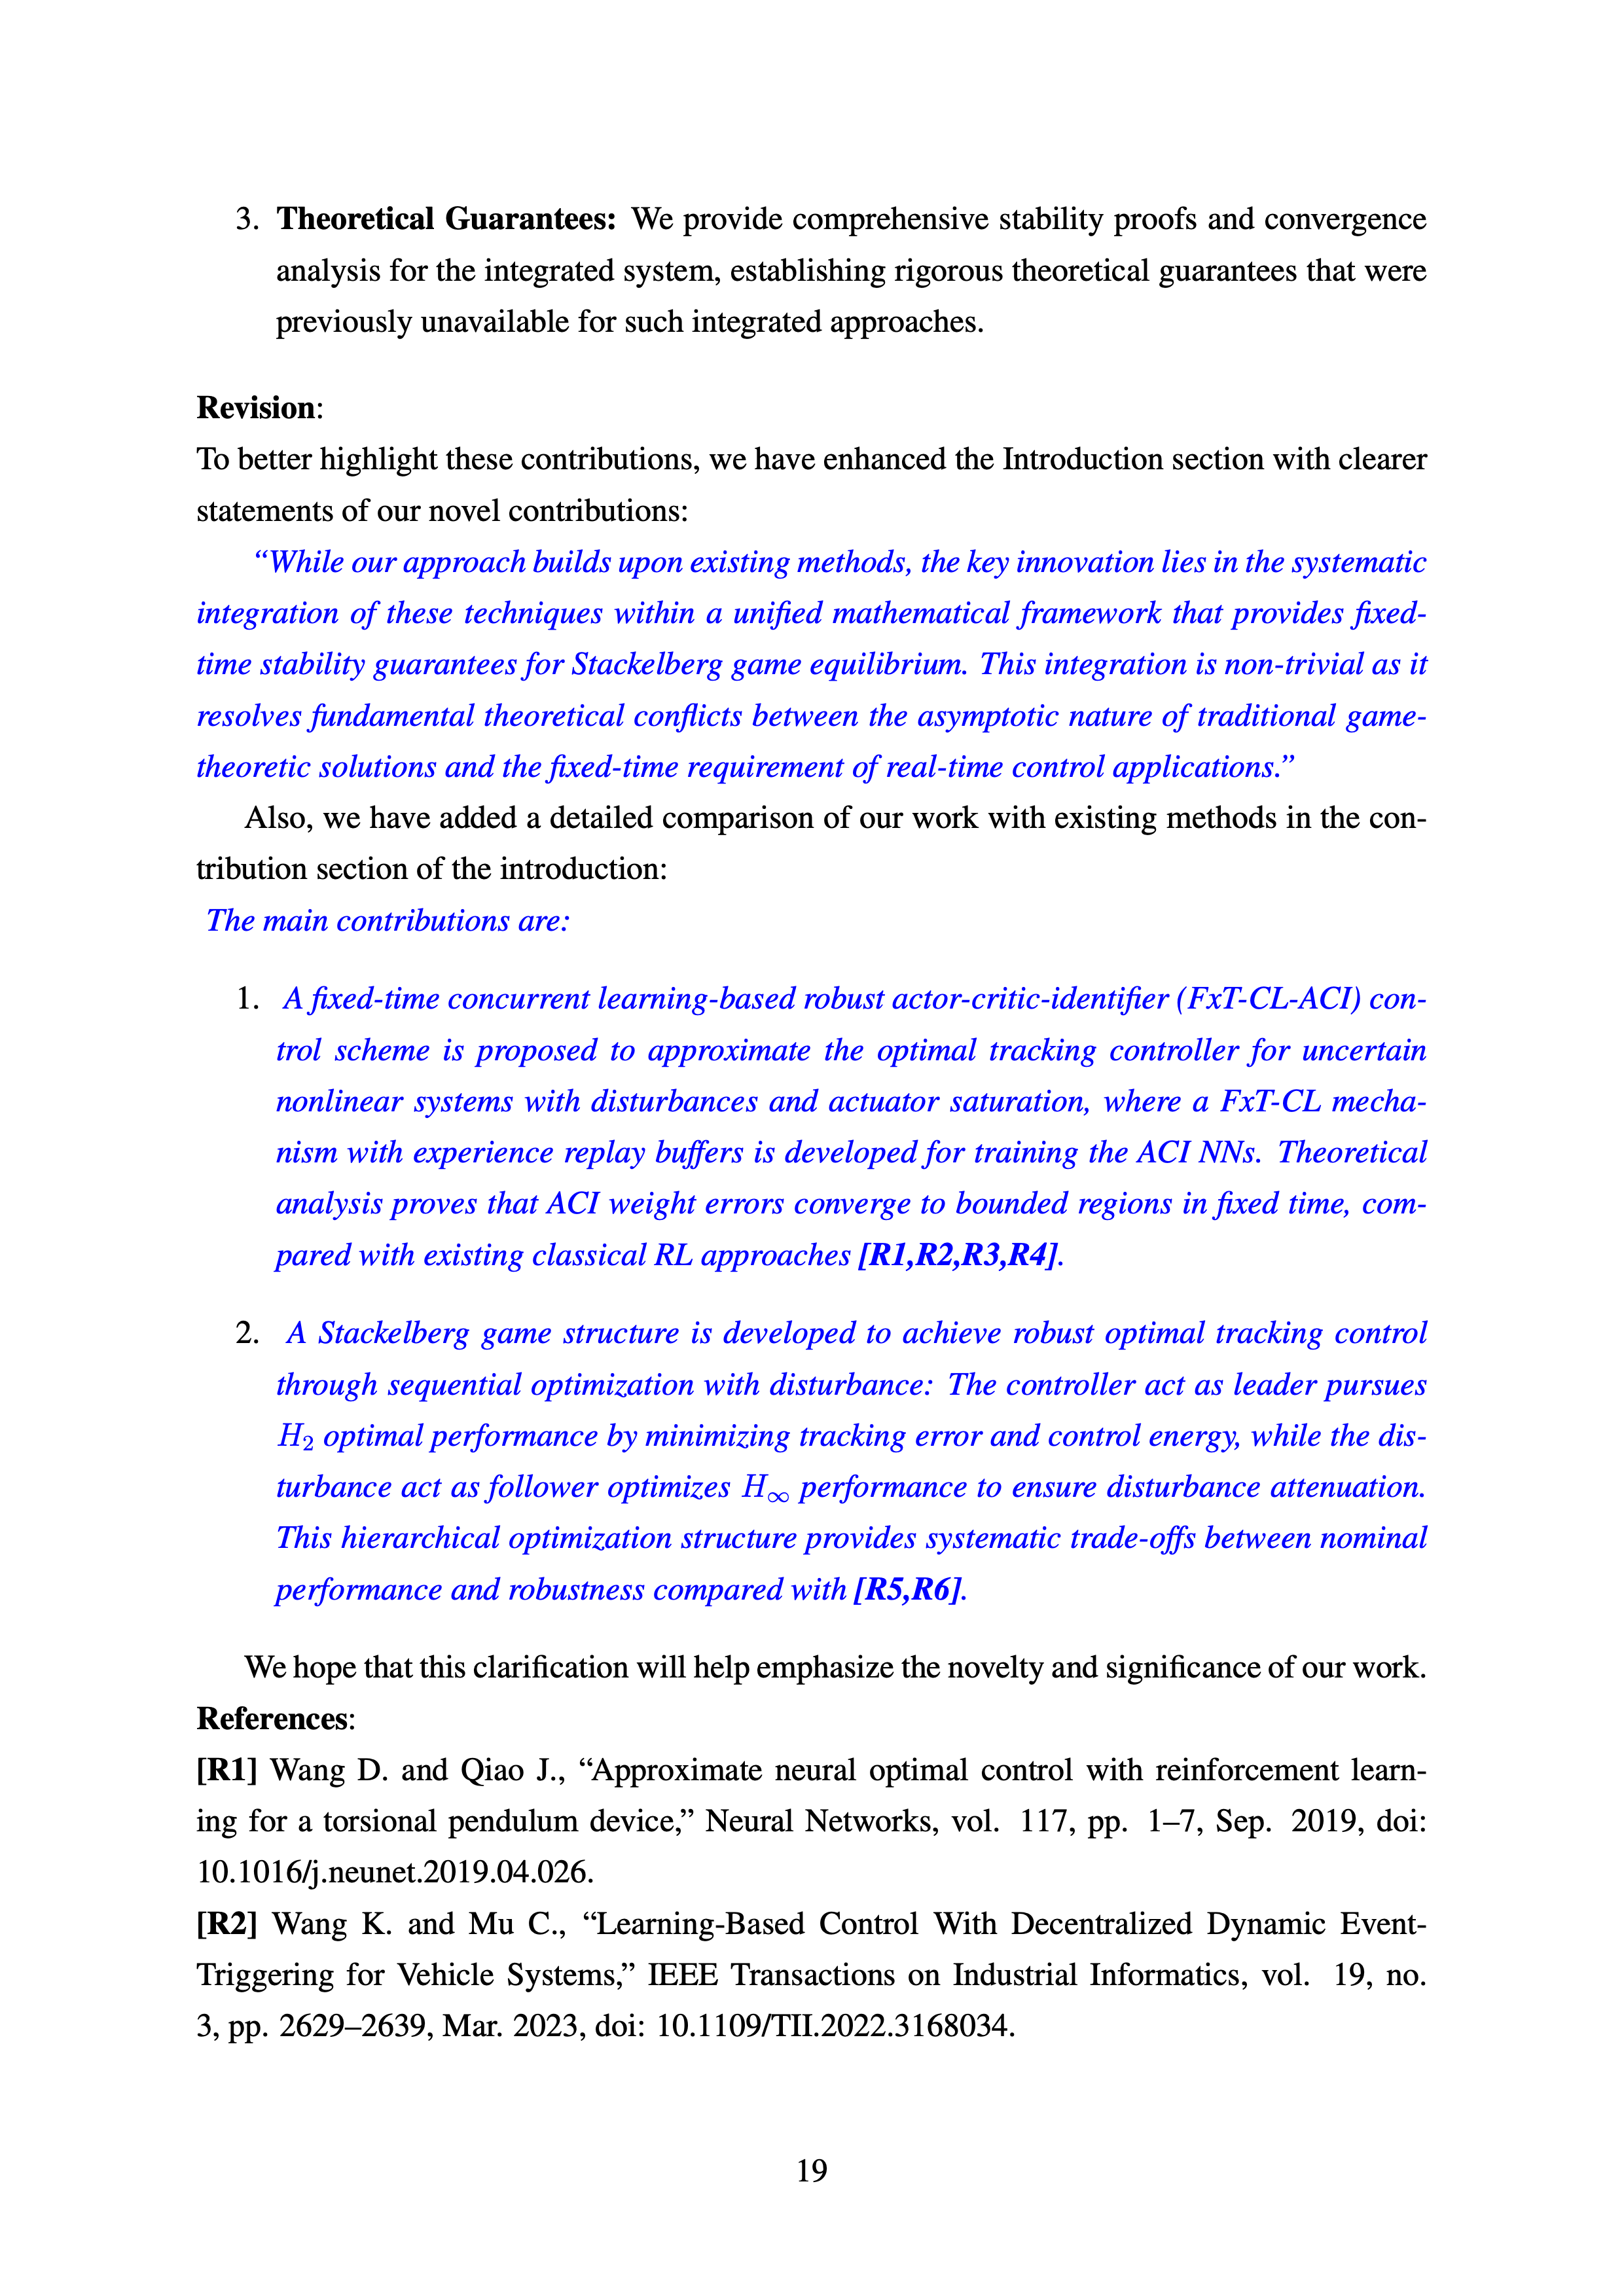 3. Theoretical Guarantees: We provide comprehensive stability proofs and convergence
analysis for the integrated system, establishing rigorous theoretical guarantees that were
previously unavailable for such integrated approaches.
Revision:
To better highlight these contributions, we have enhanced the Introduction section with clearer
statements of our novel contributions:
“While our approach builds upon existing methods, the key innovation lies in the systematic
integration of these techniques within a unified mathematical framework that provides fixed-
time stability guarantees for Stackelberg game equilibrium. This integration is non-trivial as it
resolves fundamental theoretical conflicts between the asymptotic nature of traditional game-
theoretic solutions and the fixed-time requirement of real-time control applications.”
Also, we have added a detailed comparison of our work with existing methods in the con-
tribution section of the introduction:
The main contributions are:
1. A fixed-time concurrent learning-based robust actor-critic-identifier (FxT-CL-ACI) con-
trol scheme is proposed to approximate the optimal tracking controller for uncertain
nonlinear systems with disturbances and actuator saturation, where a FxT-CL mecha-
nism with experience replay buffers is developed for training the ACI NNs. Theoretical
analysis proves that ACI weight errors converge to bounded regions in fixed time, com-
pared with existing classical RL approaches [R1,R2,R3,R4].
2. A Stackelberg game structure is developed to achieve robust optimal tracking control
through sequential optimization with disturbance: The controller act as leader pursues
H₂ optimal performance by minimizing tracking error and control energy, while the dis-
turbance act as follower optimizes H∞ performance to ensure disturbance attenuation.
This hierarchical optimization structure provides systematic trade-offs between nominal
performance and robustness compared with [R5,R6].
We hope that this clarification will help emphasize the novelty and significance of our work.
References:
[R1] Wang D. and Qiao J., “Approximate neural optimal control with reinforcement learn-
ing for a torsional pendulum device,” Neural Networks, vol. 117, pp. 1–7, Sep. 2019, doi:
10.1016/j.neunet.2019.04.026.
[R2] Wang K. and Mu C., “Learning-Based Control With Decentralized Dynamic Event-
Triggering for Vehicle Systems,” IEEE Transactions on Industrial Informatics, vol. 19, no.
3, pp. 2629–2639, Mar. 2023, doi: 10.1109/TII.2022.3168034.
19